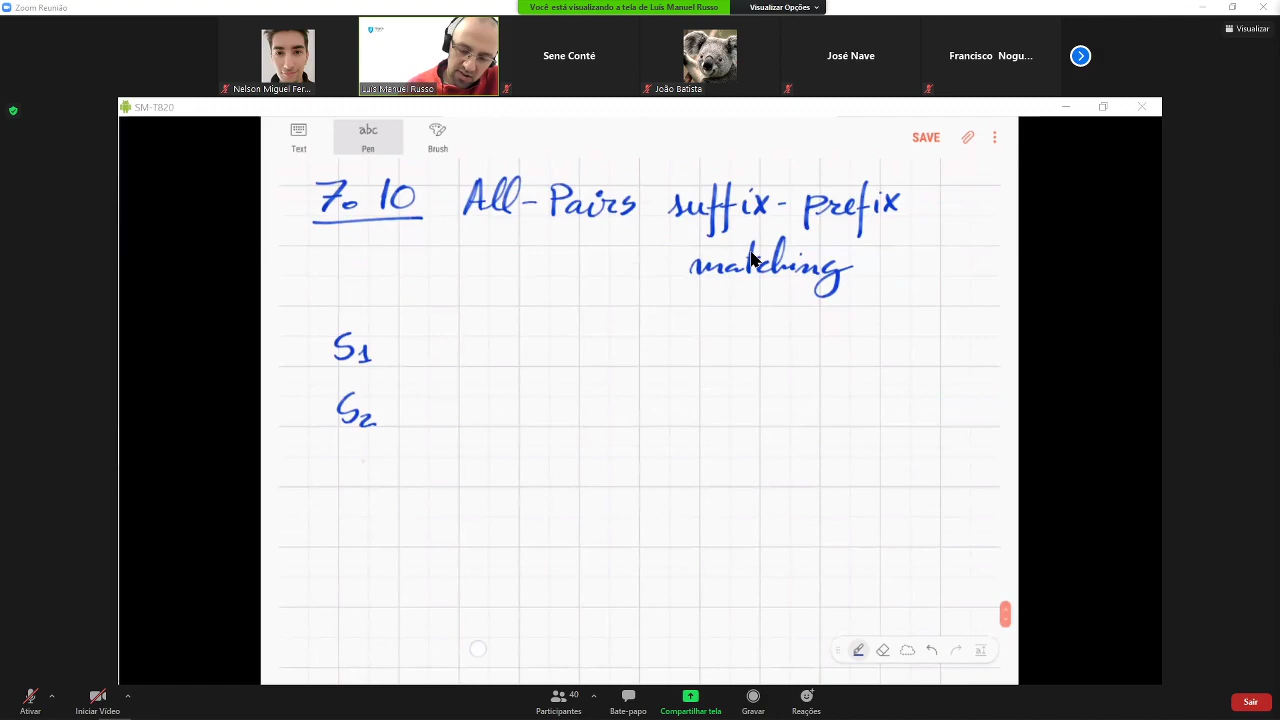 Zoom Reunião
Você está visualizando a tela de Luís Manuel Russo
Visualizar Opções
Visualizar
Nelson Miguel Fer...
Luís Manuel Russo
Sene Conté
João Batista
José Nave
Francisco Nogu...
SM-T820
Text
abc
Pen
Brush
SAVE
7. 10 All-Pairs suffix-prefix
matching
S1
S2
Ativar
Iniciar Vídeo
Participantes
40
Bate-papo
Compartilhar tela
Gravar
Reações
Sair